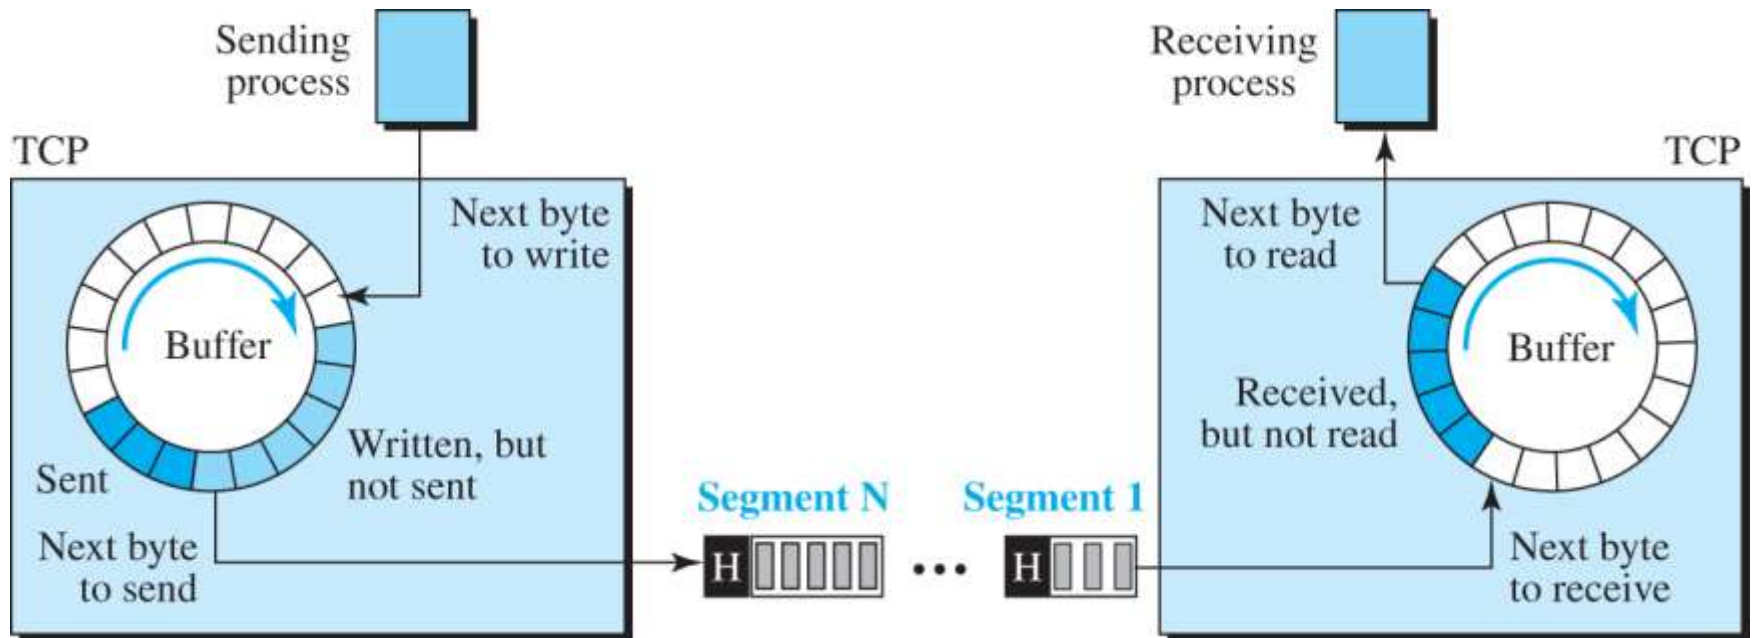 Sending
process
Receiving
process
TCP
TCP
Next byte
to write
Next byte
to read
Buffer
Buffer
Received,
but not read
Written, but
not sent
Sent
Segment N
Segment 1
Next byte
to send
H
...
H
Next byte
to receive